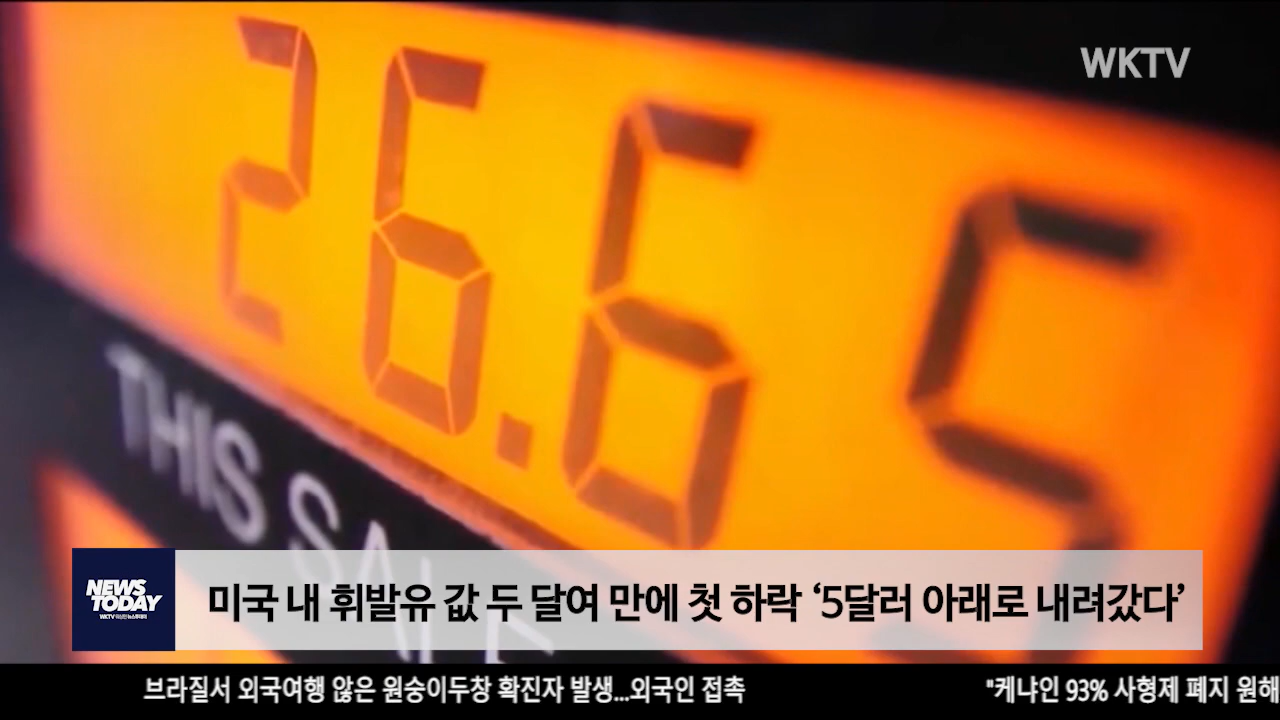 26.65
WKTV
THIS SALE
NEWS
TODAY
미국 내 휘발유 값 두 달여 만에 첫 하락 ‘5달러 아래로 내려갔다’
브라질서 외국여행 않은 원숭이두창 확진자 발생...외국인 접촉
"케냐인 93% 사형제 폐지 원해